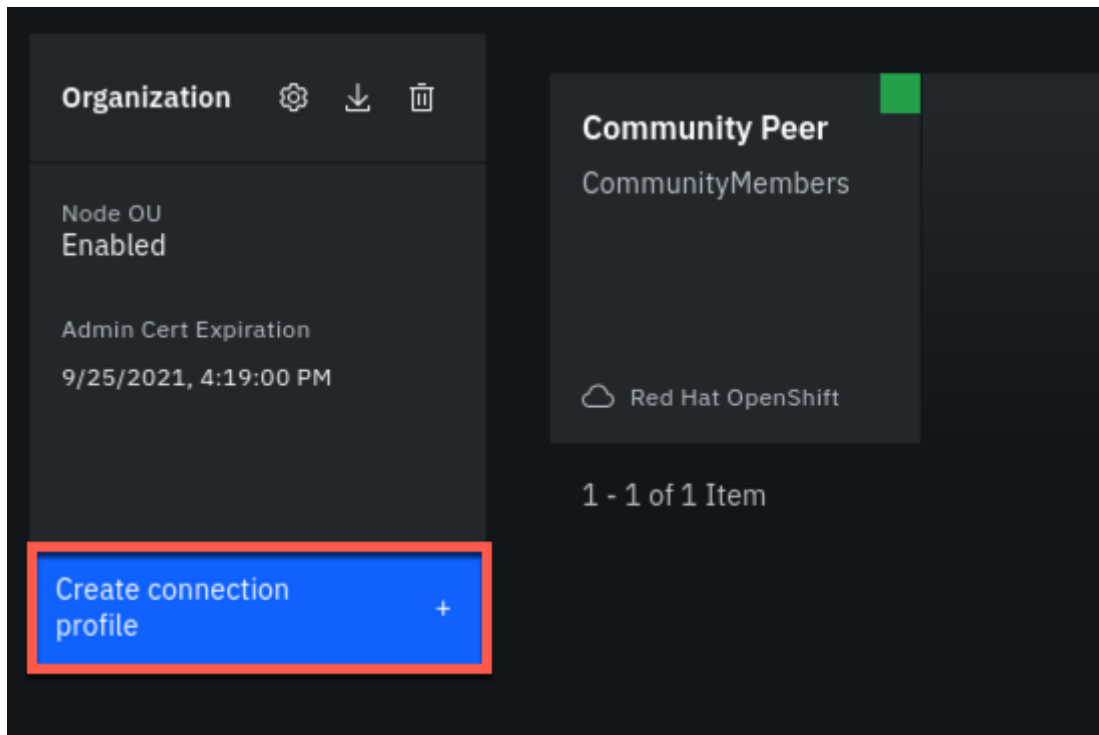 Organization
Node OU
Enabled
Admin Cert Expiration
9/25/2021, 4:19:00 PM
Create connection
profile
+
Community Peer
CommunityMembers
Red Hat OpenShift
1 - 1 of 1 Item